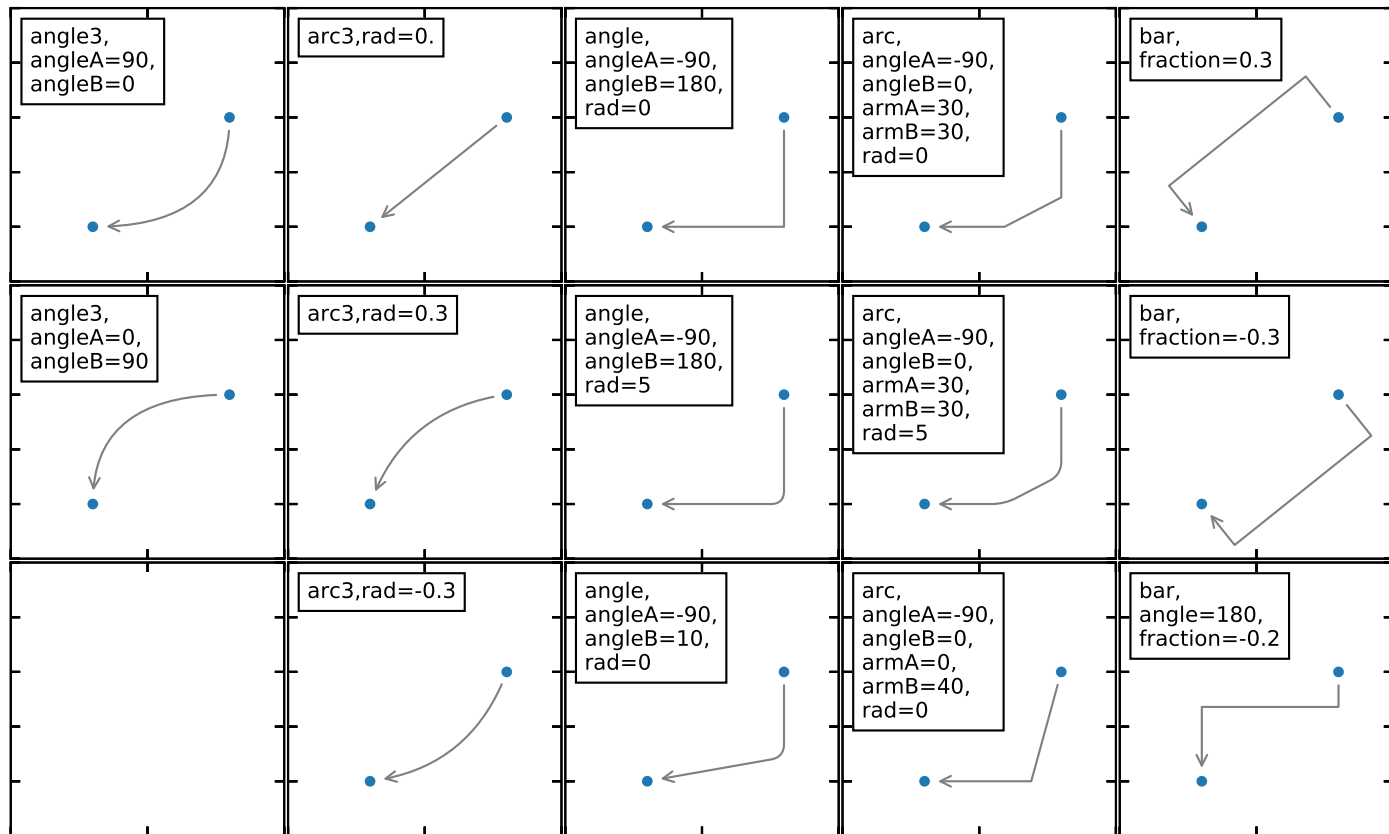 angle3,
angleA=90,
angleB=0
arc3,rad=0.
angle,
angleA=-90,
angleB=180,
rad=0
arc,
angleA=-90,
angleB=0,
armA=30,
armB=30,
rad=0
bar,
fraction=0.3
angle3,
angleA=0,
angleB=90
arc3,rad=0.3
angle,
angleA=-90,
angleB=180,
rad=5
arc,
angleA=-90,
angleB=0,
armA=30,
armB=30,
rad=5
bar,
fraction=-0.3
arc3,rad=-0.3
angle,
angleA=-90,
angleB=10,
rad=0
arc,
angleA=-90,
angleB=0,
armA=0,
armB=40,
rad=0
bar,
angle=180,
fraction=-0.2